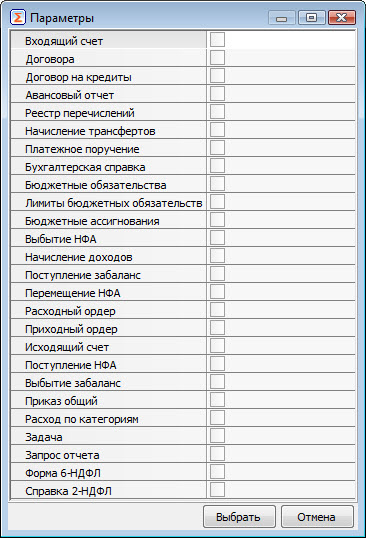 Параметры
Входящий счет
Договора
Договор на кредиты
Авансовый отчет
Реестр перечислений
Начисление трансфертов
Платежное поручение
Бухгалтерская справка
Бюджетные обязательства
Лимиты бюджетных обязательств
Бюджетные ассигнования
Выбытие НФА
Начисление доходов
Поступление забаланс
Перемещение НФА
Расходный ордер
Приходный ордер
Исходящий счет
Поступление НФА
Выбытие забаланс
Приказ общий
Расход по категориям
Задача
Запрос отчета
Форма 6-НДФЛ
Справка 2-НДФЛ
Выбрать Отмена